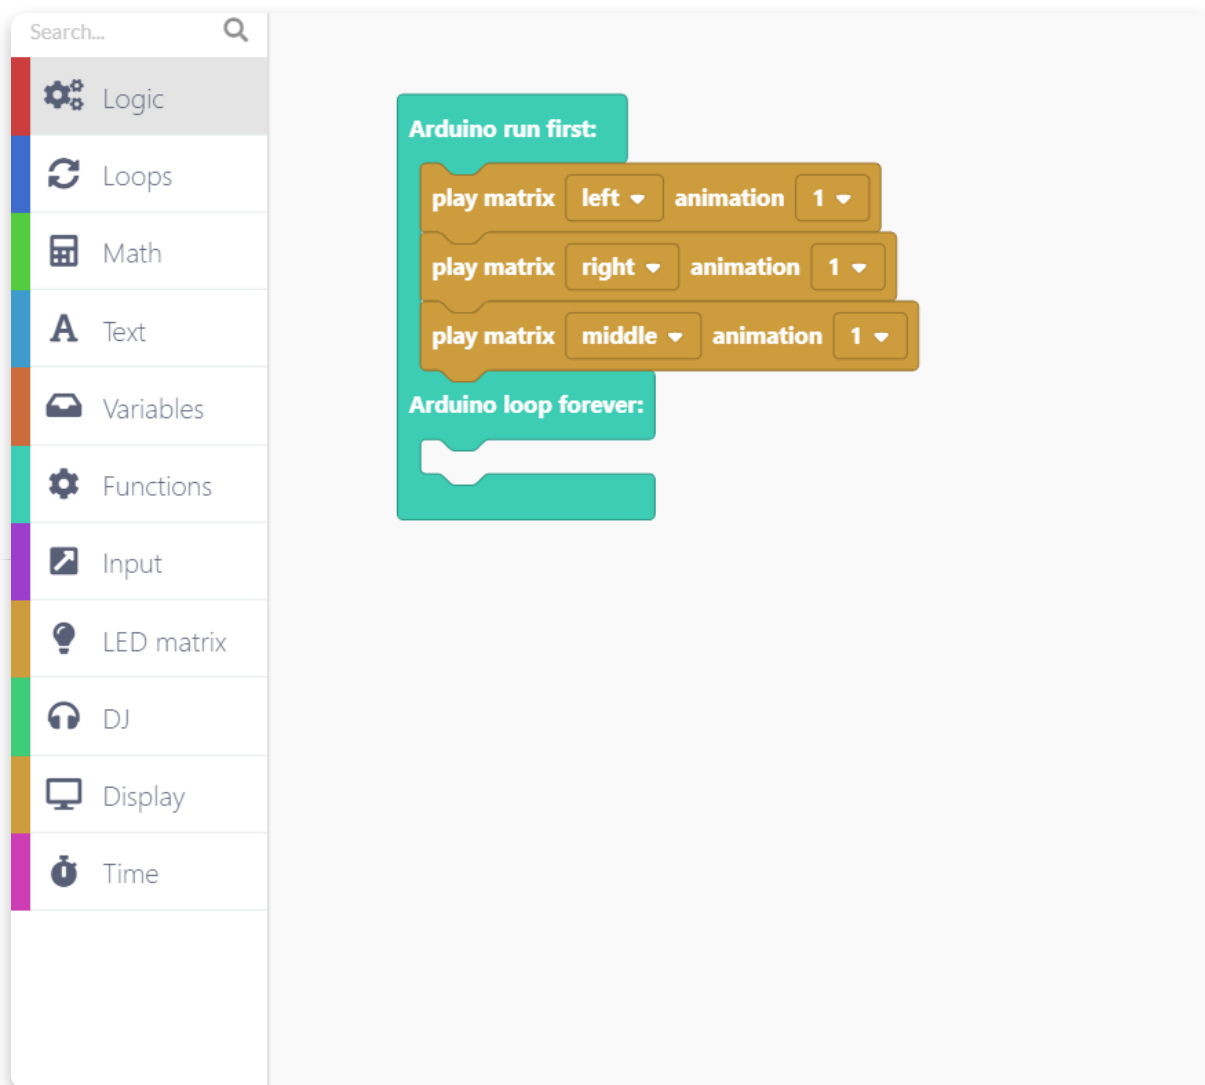 Search...
Logic
Loops
Math
Text
Variables
Functions
Input
LED matrix
DJ
Display
Time
Arduino run first:
play matrix left animation 1
play matrix right animation 1
play matrix middle animation 1
Arduino loop forever: